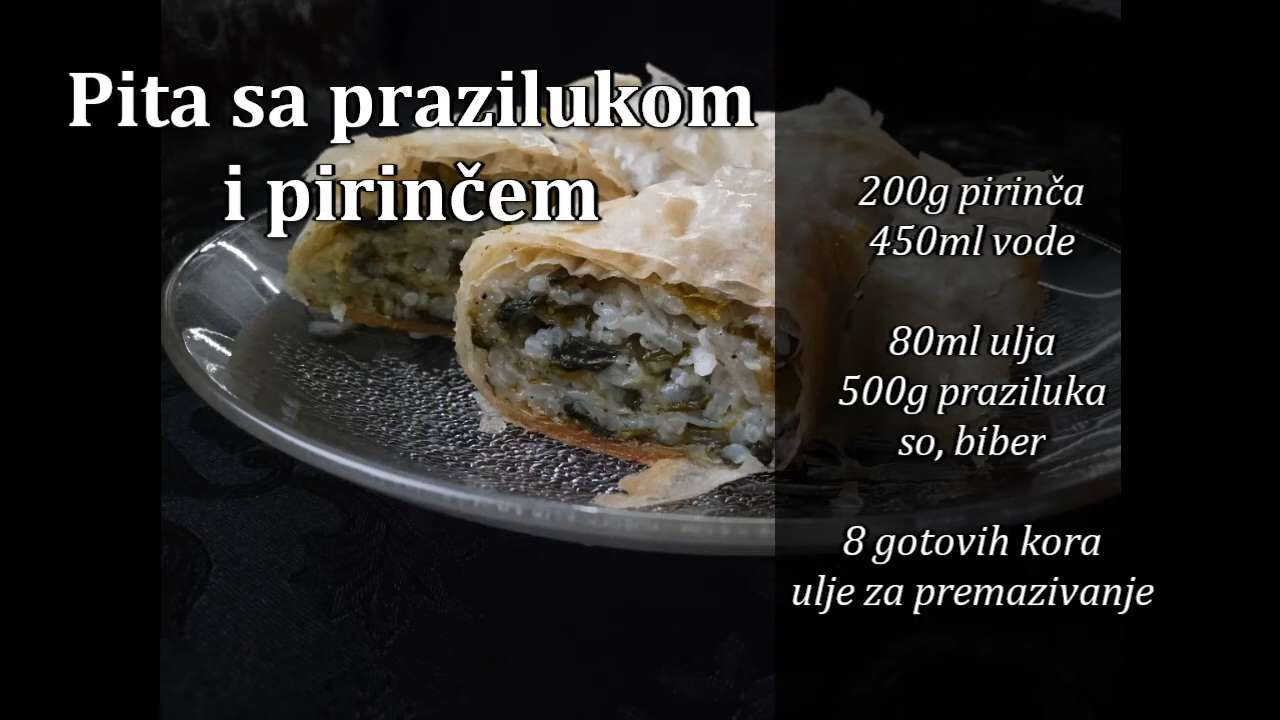 Pita sa prazilukom
i pirinčem
200g pirinča
450ml vode
80ml ulja
500g praziluka
so, biber
8 gotovih kora
ulje za premazivanje